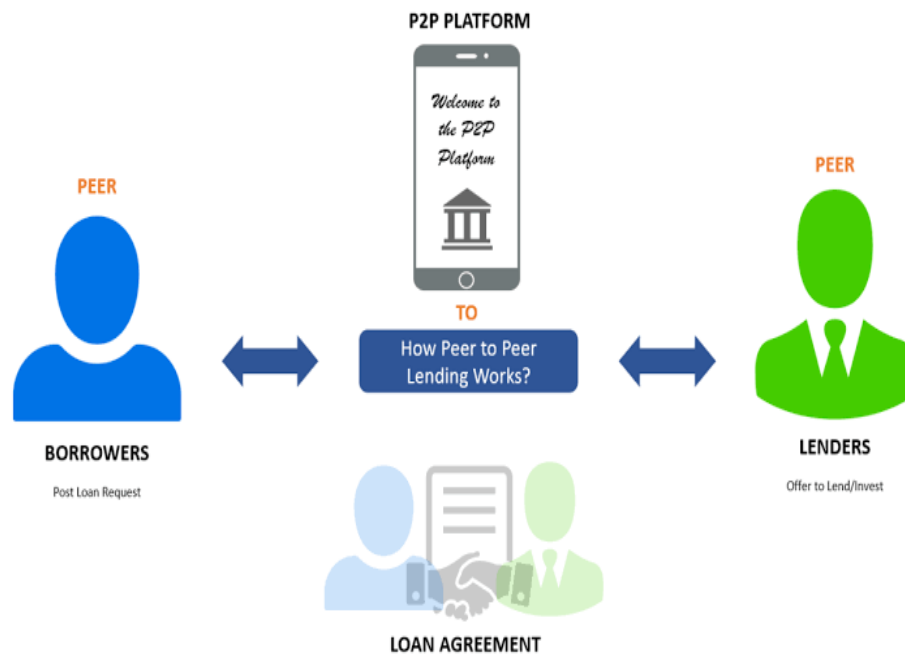 P2P PLATFORM
Welcome to
the P2P
Platform
PEER
PEER
TO
How Peer to Peer
Lending Works?
BORROWERS
Post Loan Request
LENDERS
Offer to Lend/Invest
LOAN AGREEMENT